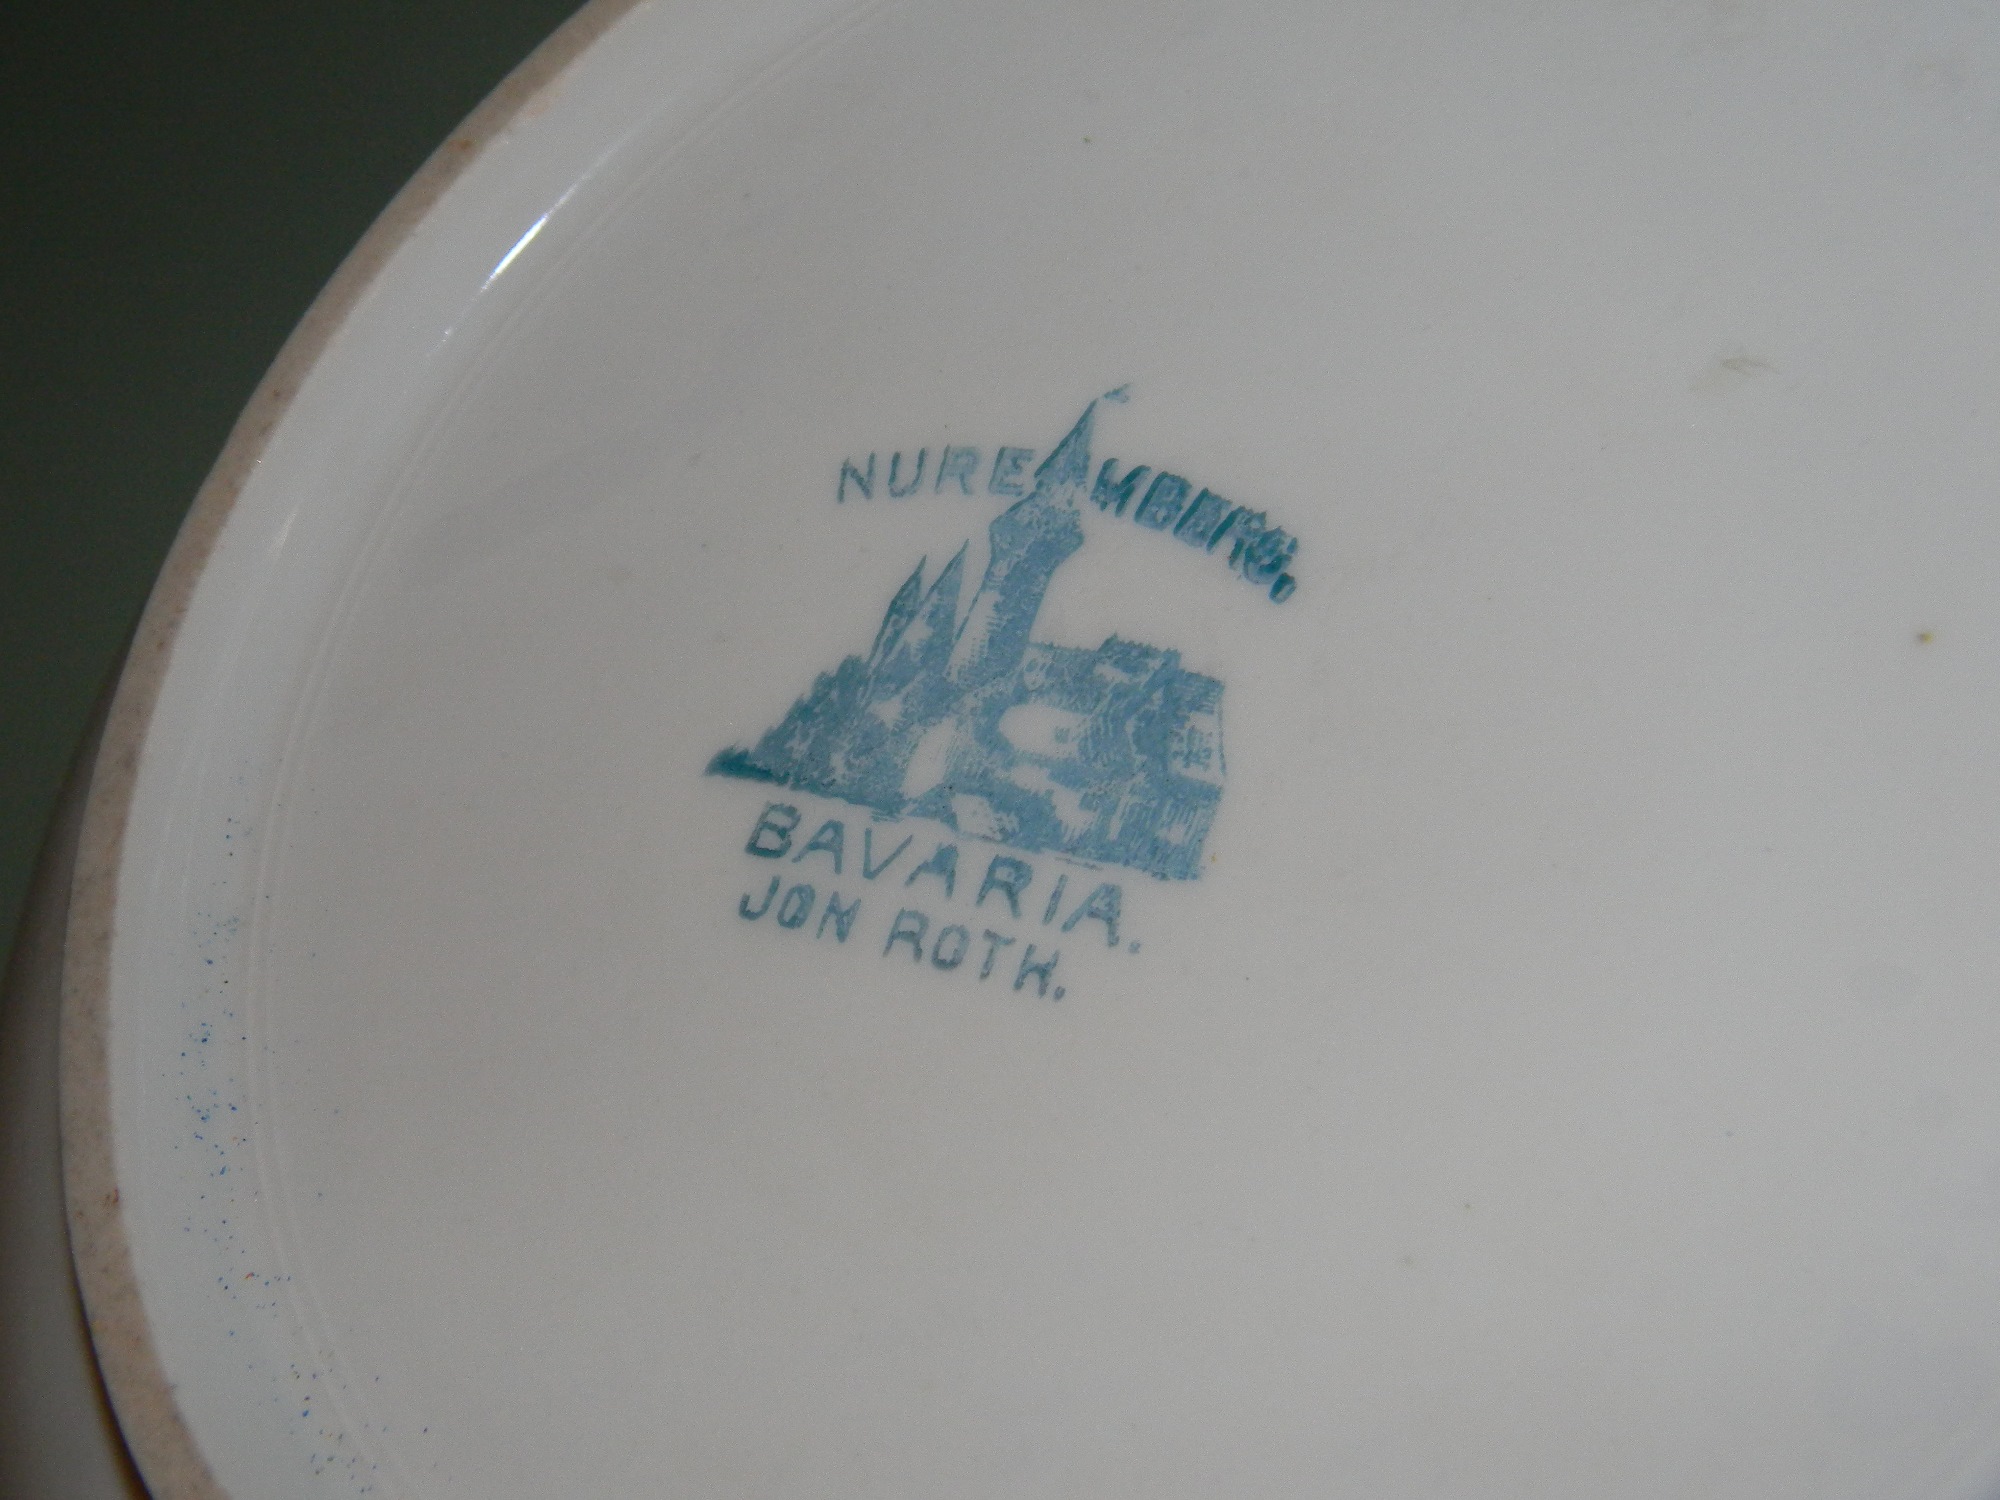 NUREMBERG,
BAVARIA.
JON ROTH.